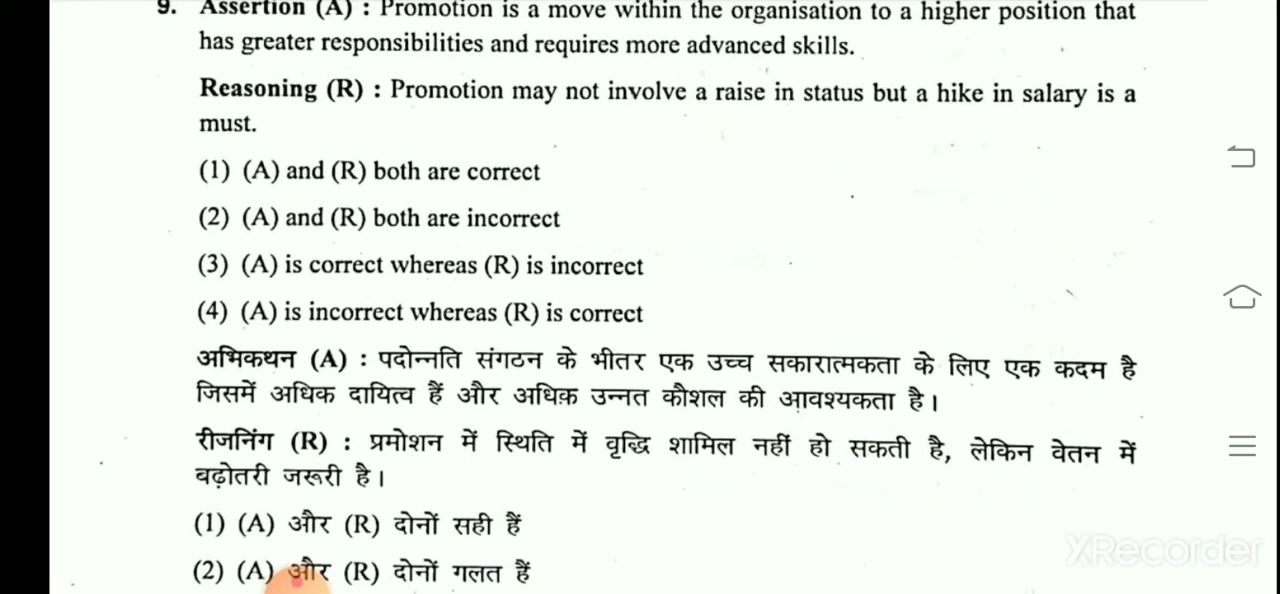 9. Assertion (A) : Promotion is a move within the organisation to a higher position that
has greater responsibilities and requires more advanced skills.
Reasoning (R) : Promotion may not involve a raise in status but a hike in salary is a
must.
(1) (A) and (R) both are correct
(2) (A) and (R) both are incorrect
(3) (A) is correct whereas (R) is incorrect
(4) (A) is incorrect whereas (R) is correct
अभिकथन (A) : पदोन्नति संगठन के भीतर एक उच्च सकारात्मकता के लिए एक कदम है
जिसमें अधिक दायित्व हैं और अधिक़ उन्नत कौशल की आवश्यकता है।
रीजनिंग (R) : प्रमोशन में स्थिति में वृद्धि शामिल नहीं हो सकती है, लेकिन वेतन में
बढ़ोतरी जरूरी है।
(1) (A) और (R) दोनों सही हैं
(2) (A) और (R) दोनों गलत हैं
XRecorder